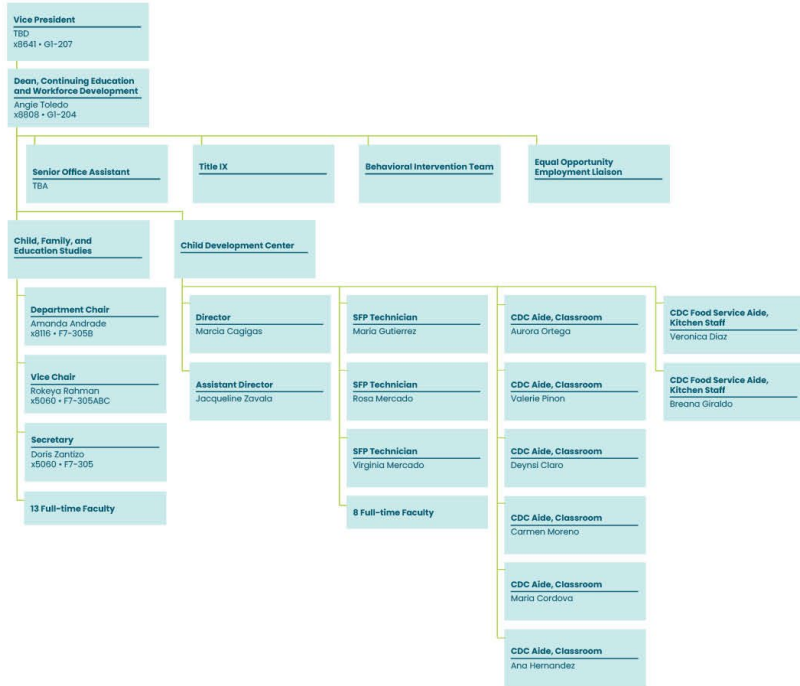 Vice President
TBD
x8641 • G1-207
Dean, Continuing Education
and Workforce Development
Angie Toledo
x8808 • G1-204
Senior Office Assistant
TBA
Title IX
Behavioral Intervention Team
Equal Opportunity
Employment Liaison
Child, Family, and
Education Studies
Child Development Center
Department Chair
Amanda Andrade
x8116 • F7-305B
Vice Chair
Rokeya Rahman
x5060 • F7-305ABC
Secretary
Doris Zantizo
x5060 • F7-305
13 Full-time Faculty
Director
Marcia Cagigas
Assistant Director
Jacqueline Zavala
SFP Technician
Maria Gutierrez
SFP Technician
Rosa Mercado
SFP Technician
Virginia Mercado
8 Full-time Faculty
CDC Aide, Classroom
Aurora Ortega
CDC Aide, Classroom
Valerie Pinon
CDC Aide, Classroom
Deynsi Claro
CDC Aide, Classroom
Carmen Moreno
CDC Aide, Classroom
Maria Cordova
CDC Aide, Classroom
Ana Hernandez
CDC Food Service Aide,
Kitchen Staff
Veronica Diaz
CDC Food Service Aide,
Kitchen Staff
Breana Giraldo